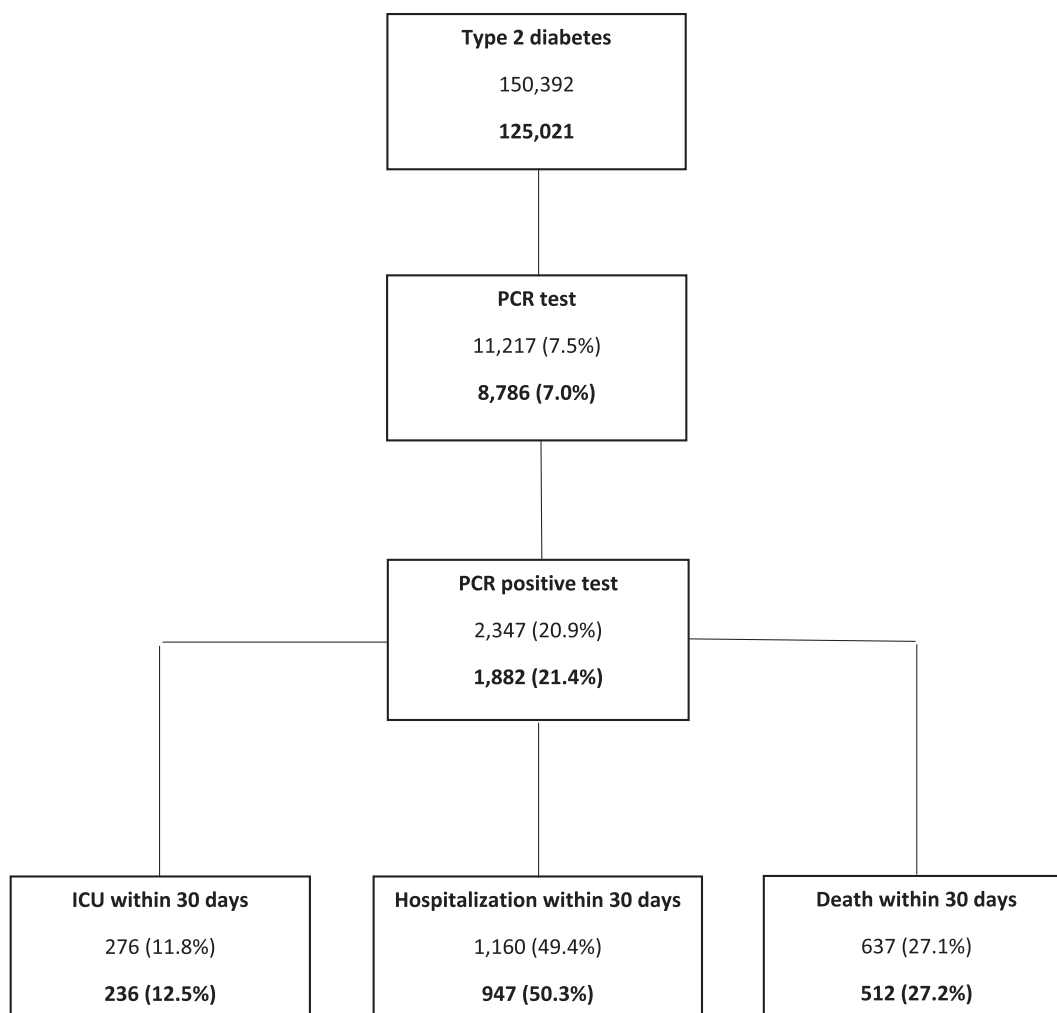 Type 2 diabetes
150,392
125,021
PCR test
11,217 (7.5%)
8,786 (7.0%)
PCR positive test
2,347 (20.9%)
1,882 (21.4%)
ICU within 30 days
276 (11.8%)
236 (12.5%)
Hospitalization within 30 days
1,160 (49.4%)
947 (50.3%)
Death within 30 days
637 (27.1%)
512 (27.2%)